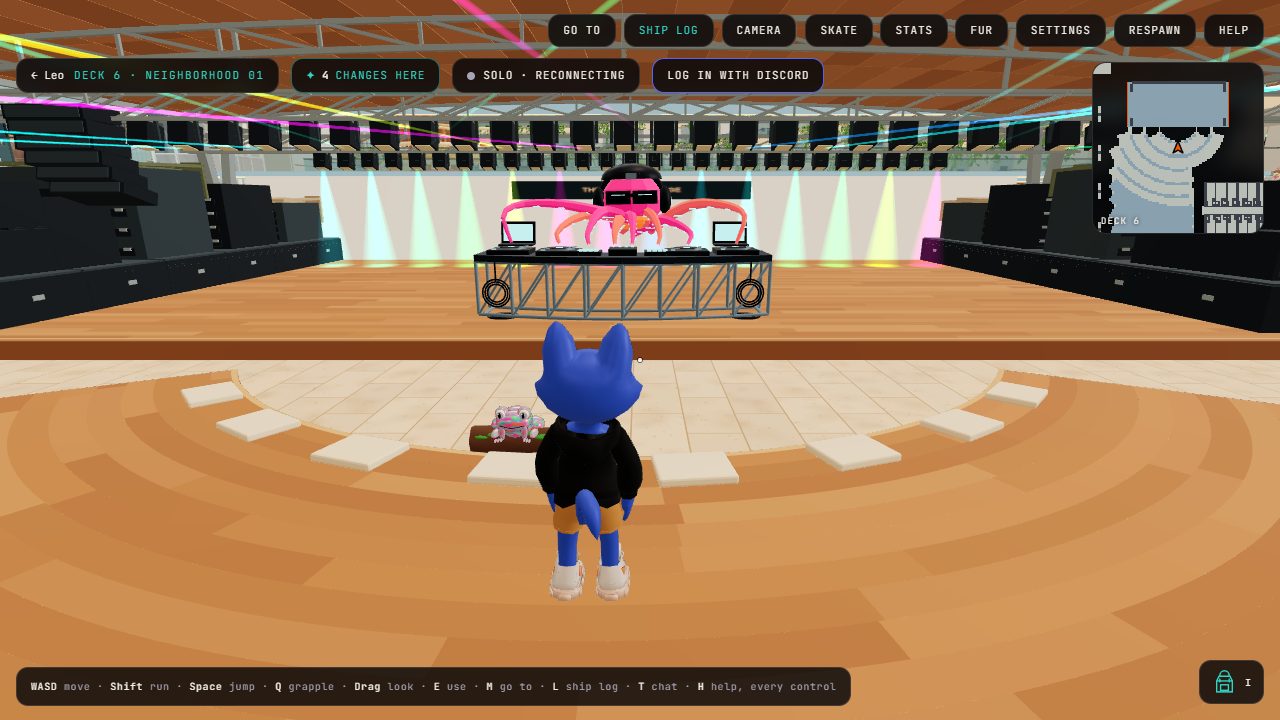 GO TO
SHIP LOG
CAMERA
SKATE
STATS
FUR
SETTINGS
RESPAWN
HELP
← Leo DECK 6 · NEIGHBORHOOD 01
✦ 4 CHANGES HERE
● SOLO · RECONNECTING
LOG IN WITH DISCORD
DECK 6
WASD move · Shift run · Space jump · Q grapple · Drag look · E use · M go to · L ship log · T chat · H help, every control
I